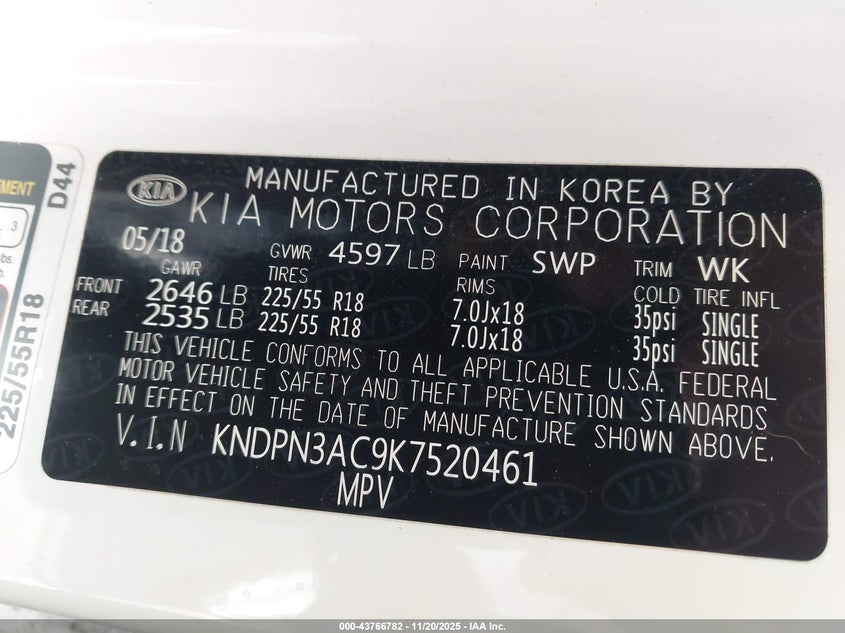 KIA
MANUFACTURED IN KOREA BY
KIA MOTORS CORPORATION
05/18 GVWR 4597 LB PAINT SWP TRIM WK
GAWR TIRES RIMS COLD TIRE INFL
FRONT 2646 LB 225/55 R18 7.0Jx18 35psi SINGLE
REAR 2535 LB 225/55 R18 7.0Jx18 35psi SINGLE
THIS VEHICLE CONFORMS TO ALL APPLICABLE U.S.A. FEDERAL
MOTOR VEHICLE SAFETY AND THEFT PREVENTION STANDARDS
IN EFFECT ON THE DATE OF MANUFACTURE SHOWN ABOVE.
V.I.N KNDPN3AC9K7520461
MPV
D44
225/55R18
3
000-43766782 - 11/20/2025 - IAA Inc.